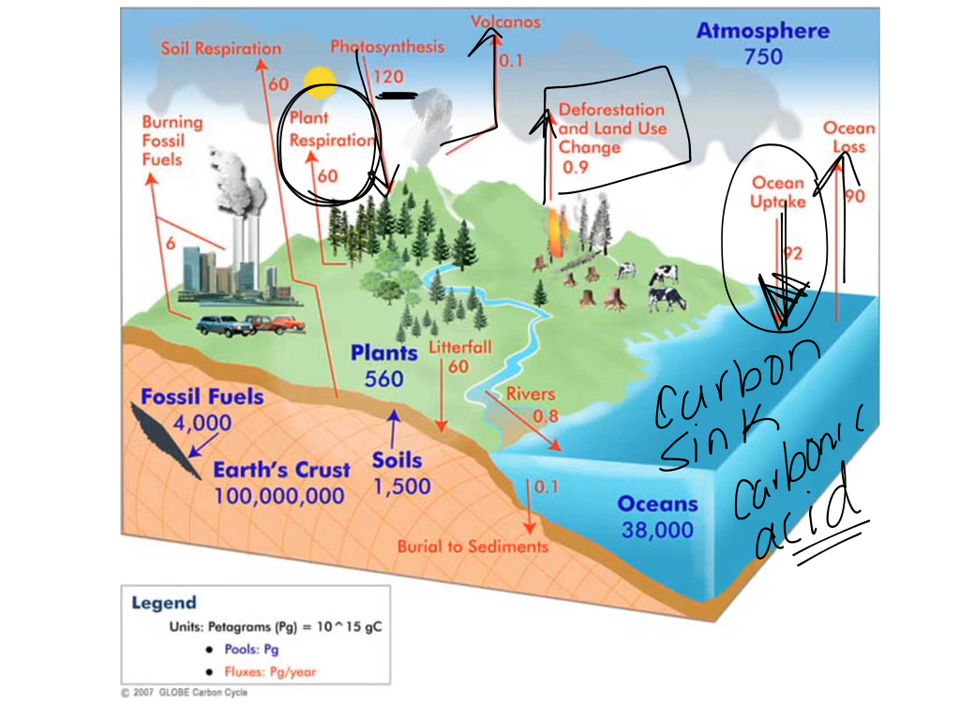 Volcanos
0.1
Atmosphere
750
Soil Respiration
60
Photosynthesis
120
Plant
Respiration
60
Burning
Fossil
Fuels
6
Deforestation
and Land Use
Change
0.9
Ocean
Loss
90
Ocean
Uptake
92
Plants
560
Litterfall
60
Rivers
0.8
Carbon
sink
carbonic
acid
Fossil Fuels
4,000
Earth's Crust
100,000,000
Soils
1,500
0.1
Oceans
38,000
Burial to Sediments
Legend
Units: Petagrams (Pg) = 10^15 gC
• Pools: Pg
• Fluxes: Pg/year
© 2007 GLOBE Carbon Cycle